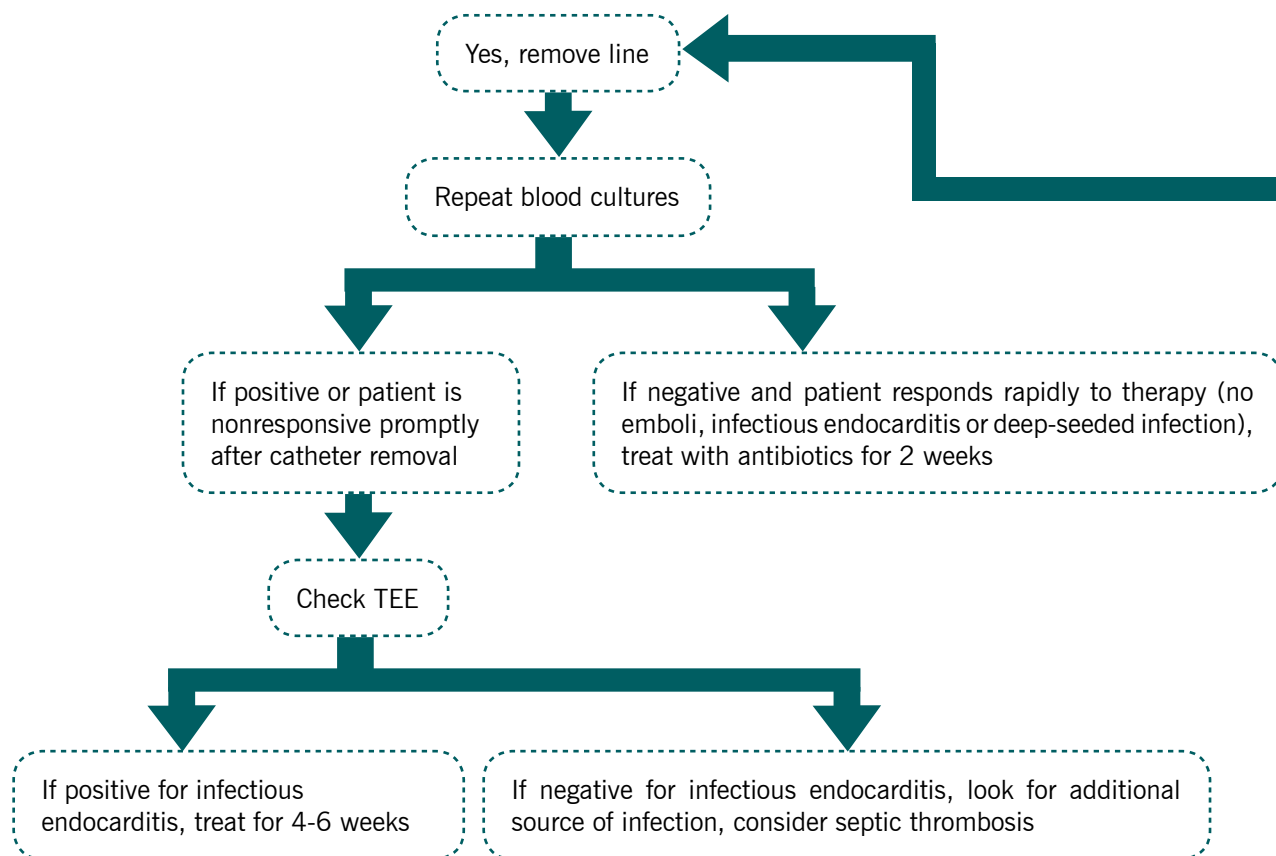 Yes, remove line
Repeat blood cultures
If positive or patient is
nonresponsive promptly
after catheter removal
If negative and patient responds rapidly to therapy (no
emboli, infectious endocarditis or deep-seeded infection),
treat with antibiotics for 2 weeks
Check TEE
If positive for infectious
endocarditis, treat for 4-6 weeks
If negative for infectious endocarditis, look for additional
source of infection, consider septic thrombosis